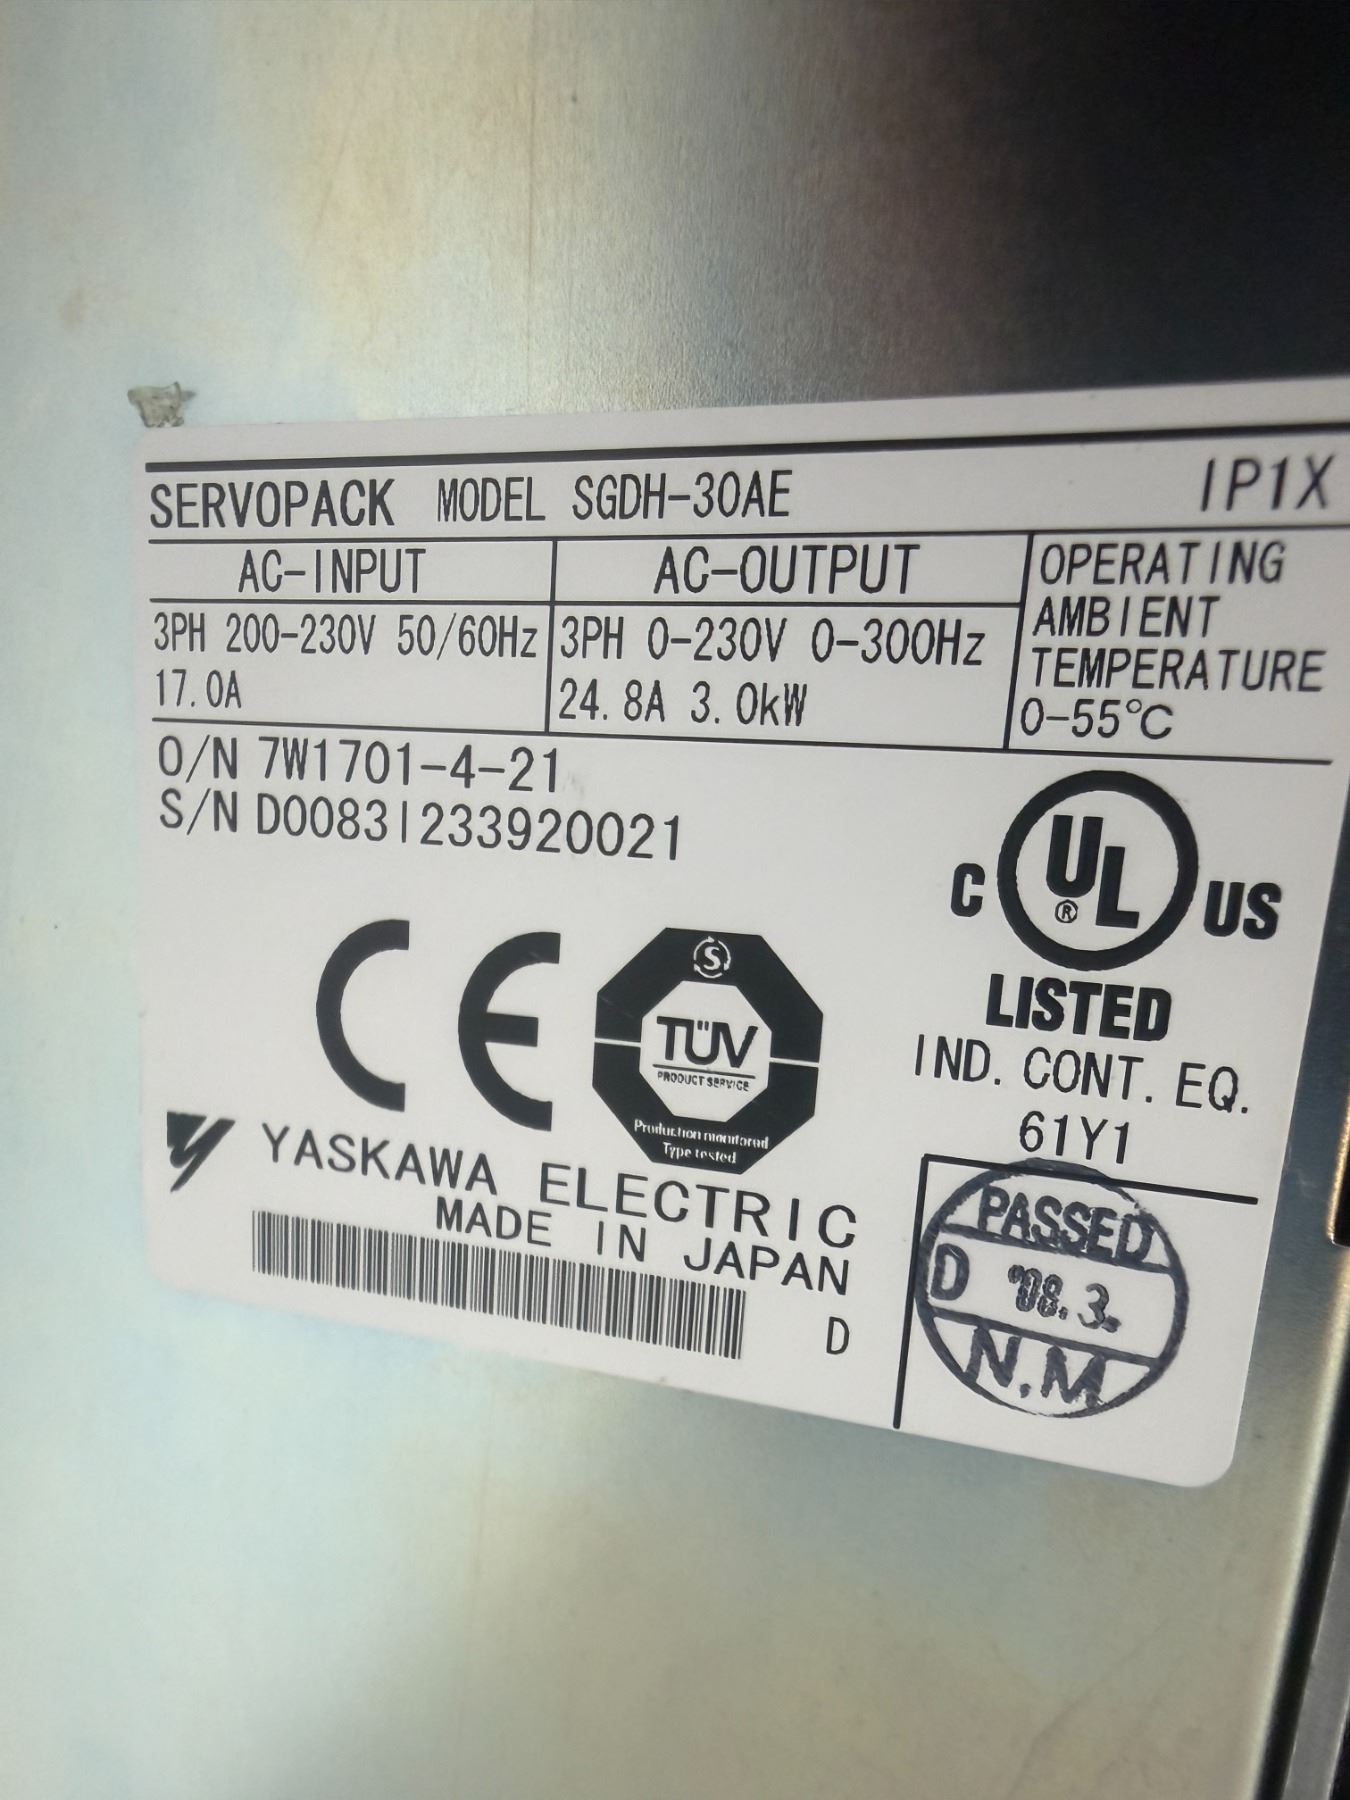 SERVOPACK MODEL SGDH-30AE IP1X
AC-INPUT
3PH 200-230V 50/60Hz
17.0A
AC-OUTPUT
3PH 0-230V 0-300Hz
24.8A 3.0kW
OPERATING
AMBIENT
TEMPERATURE
0-55°C
O/N 7W1701-4-21
S/N D0083I233920021
C UL ® US
LISTED
IND. CONT. EQ.
61Y1
CE
S
TÜV
PRODUCT SERVICE
Production monitored
Type tested
YASKAWA ELECTRIC
MADE IN JAPAN
D
PASSED
D '08.3.
N.M